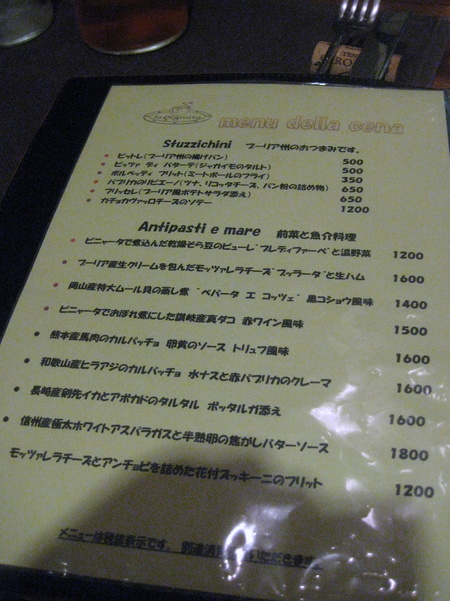 menu della cena
Stuzzichini プーリア州のおつまみです。
ピットレ(プーリア州の揚げパン) 500
ピッツァ ディ パターテ(ジャガイモのタルト) 500
ポルペッティ フリット(ミートボールのフライ) 350
パプリカのリピエーノ(ツナ、リコッタチーズ、パン粉の詰め物) 650
フリッセレ(プーリア風ポテトサラダ添え) 650
カチョカヴァッロチーズのソテー 1200
Antipasti e mare 前菜と魚介料理
ピニャータで煮込んだ乾燥そら豆のピューレ"プレディファーベ"と温野菜 1200
プーリア産生クリームを包んだモッツァレラチーズ"ブッラータ"と生ハム 1600
岡山産特大ムール貝の蒸し煮 "ペパータ エ コッツェ" 黒コショウ風味 1400
ピニャータでおぼれ煮にした讃岐産真ダコ 赤ワイン風味 1500
熊本産馬肉のカルパッチョ 卵黄のソース トリュフ風味 1600
和歌山産ヒラアジのカルパッチョ 水ナスと赤パプリカのクレーマ 1600
長崎産剣先イカとアボカドのタルタル ボッタルガ添え 1600
信州産極太ホワイトアスパラガスと半熟卵の焦がしバターソース 1800
モッツァレラチーズとアンチョビを詰めた花付ズッキーニのフリット 1200
メニューは税抜表示です。 別途消 いただきます